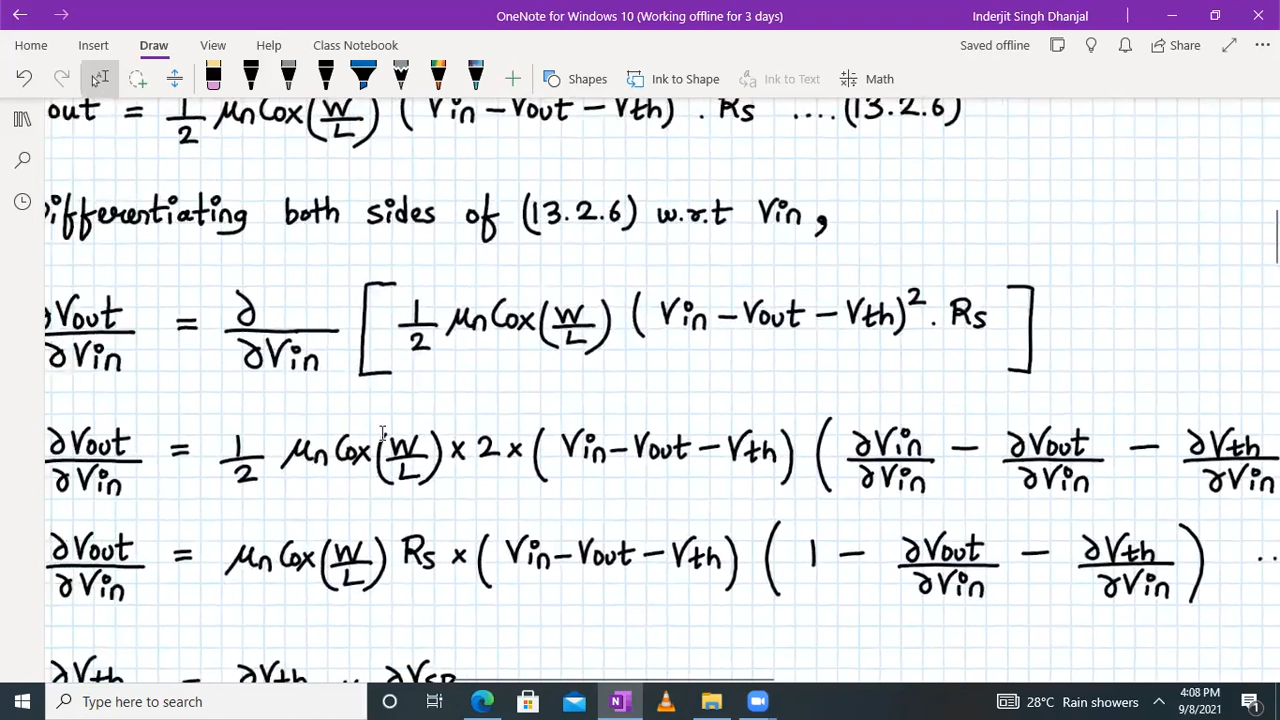 OneNote for Windows 10 (Working offline for 3 days)
Inderjit Singh Dhanjal
Home Insert Draw View Help Class Notebook
Saved offline Share
Shapes Ink to Shape Ink to Text Math
out = 1/2 μnCox(W/L) (Vin - Vout - Vth) . Rs ....(13.2.6)
ifferentiating both sides of (13.2.6) w.r.t Vin,
∂Vout/∂Vin = ∂/∂Vin [ 1/2 μnCox(W/L) (Vin - Vout - Vth)². Rs ]
∂Vout/∂Vin = 1/2 μnCox(W/L) × 2 × (Vin - Vout - Vth) ( ∂Vin/∂Vin - ∂Vout/∂Vin - ∂Vth/∂Vin
∂Vout/∂Vin = μnCox(W/L) Rs × (Vin - Vout - Vth) ( 1 - ∂Vout/∂Vin - ∂Vth/∂Vin ) ..
∂Vth = ∂Vth × ∂VSB
Type here to search
28°C Rain showers
4:08 PM
9/8/2021